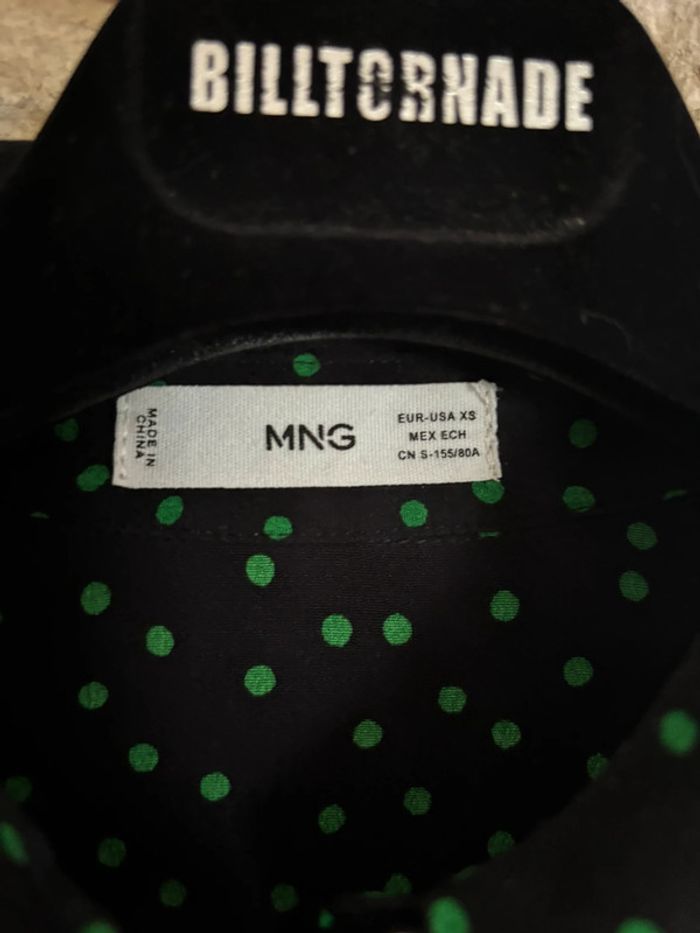 BILLTORNADE
MADE IN
CHINA
MNG
EUR-USA XS
MEX ECH
CN S-155/80A